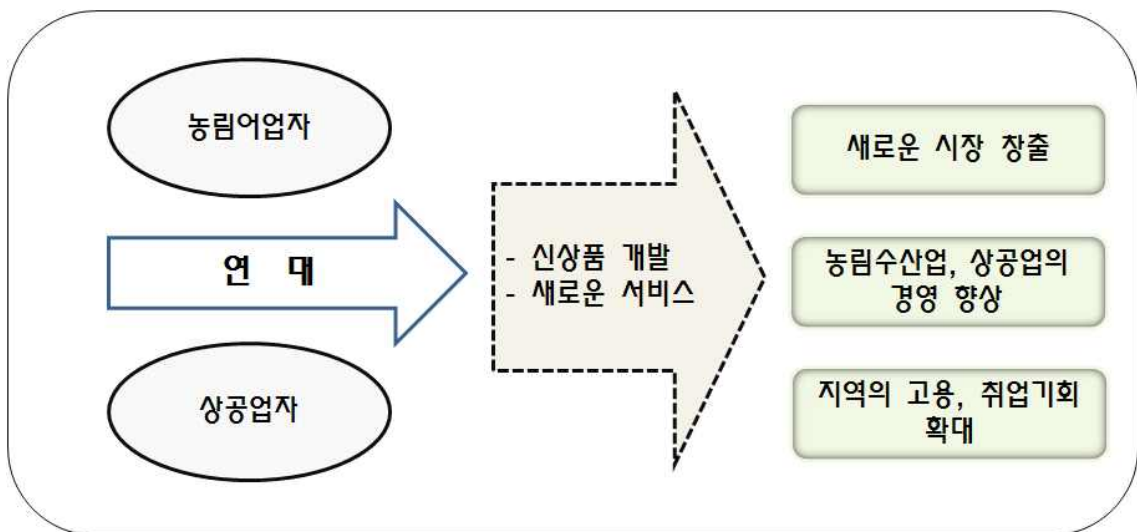 농림어업자
연 대
상공업자
- 신상품 개발
- 새로운 서비스
새로운 시장 창출
농림수산업, 상공업의
경영 향상
지역의 고용, 취업기회
확대